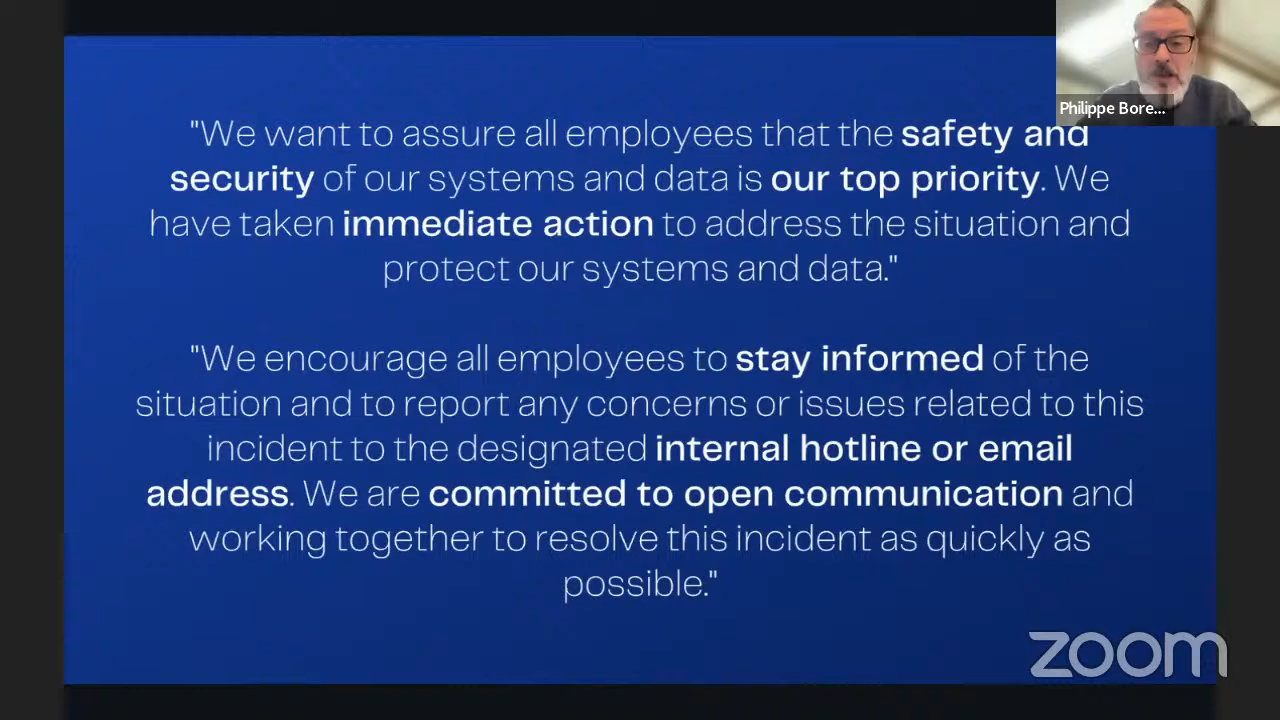 Philippe Bore...
"We want to assure all employees that the safety and
security of our systems and data is our top priority. We
have taken immediate action to address the situation and
protect our systems and data."
"We encourage all employees to stay informed of the
situation and to report any concerns or issues related to this
incident to the designated internal hotline or email
address. We are committed to open communication and
working together to resolve this incident as quickly as
possible."
zoom